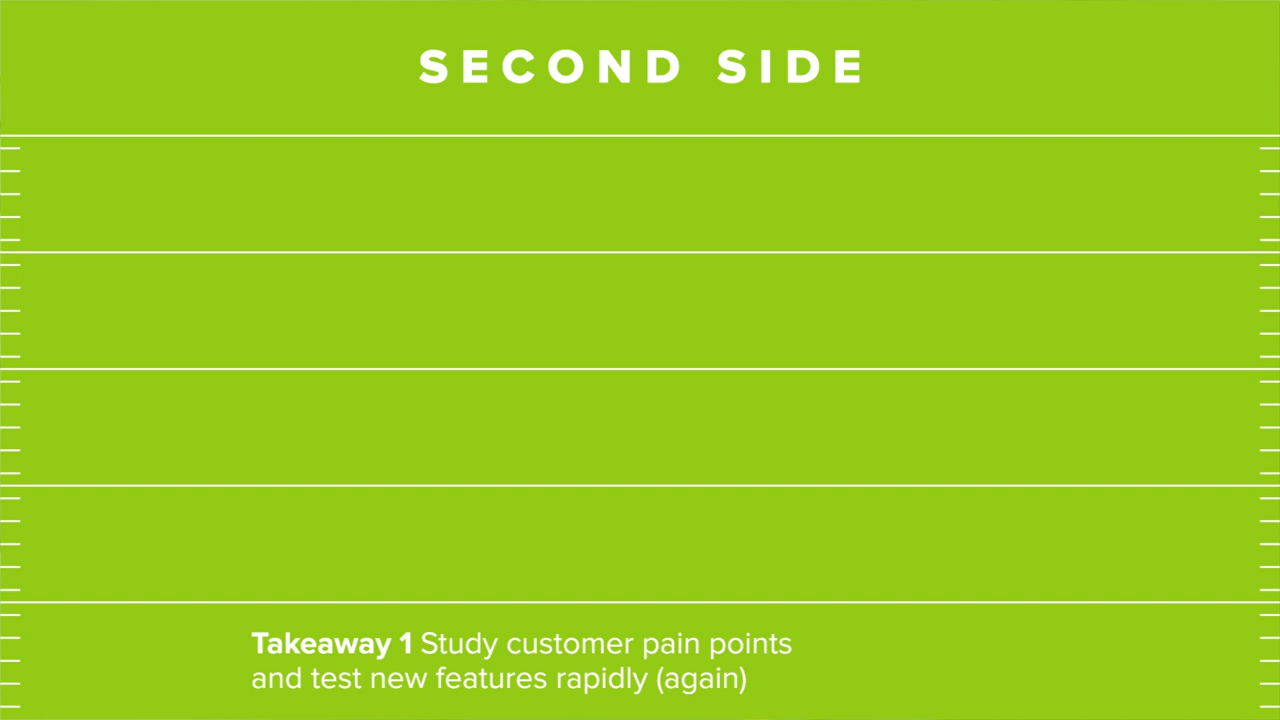 SECOND SIDE
Takeaway 1 Study customer pain points
and test new features rapidly (again)